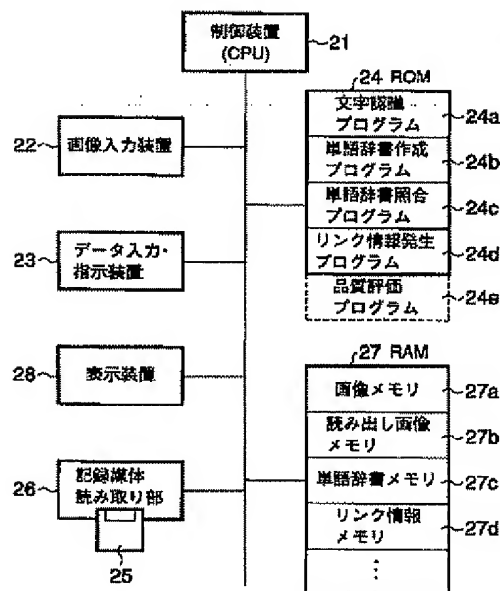 制御装置
(CPU)
21
24 ROM
文字認識
プログラム
24a
22
画像入力装置
単語辞書作成
プログラム
24b
単語辞書照合
プログラム
24c
23
データ入力・
指示装置
リンク情報発生
プログラム
24d
品質評価
プログラム
24e
28
表示装置
27 RAM
画像メモリ
27a
読み出し画像
メモリ
27b
26
記録媒体
読み取り部
単語辞書メモリ
27c
リンク情報
メモリ
27d
25